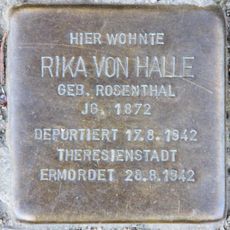 HIER WOHNTE
RIKA VON HALLE
GEB. ROSENTHAL
JG. 1872
DEPORTIERT 17.8.1942
THERESIENSTADT
ERMORDET 28.8.1942